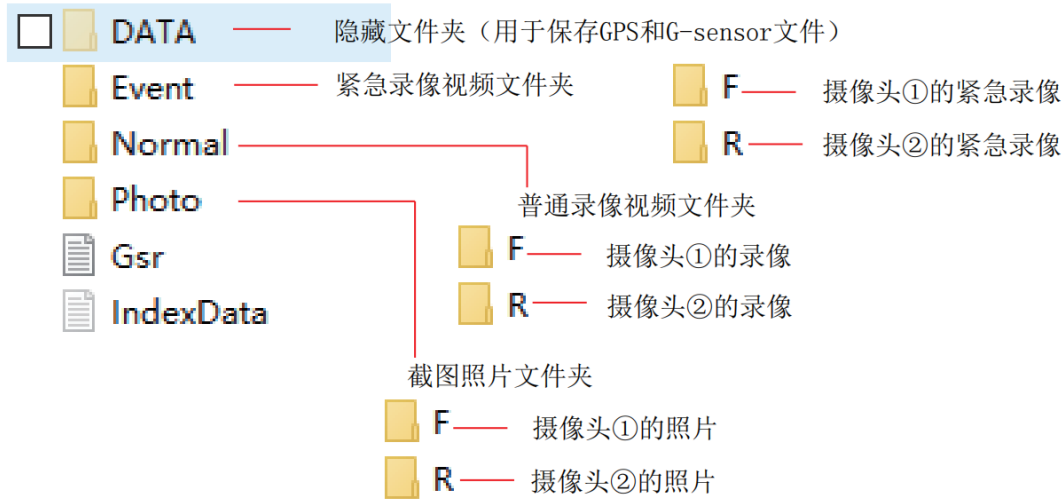 DATA 隐藏文件夹（用于保存GPS和G-sensor文件）
Event 紧急录像视频文件夹
F 摄像头①的紧急录像
Normal
R 摄像头②的紧急录像
Photo
普通录像视频文件夹
Gsr
F 摄像头①的录像
IndexData
R 摄像头②的录像
截图照片文件夹
F 摄像头①的照片
R 摄像头②的照片